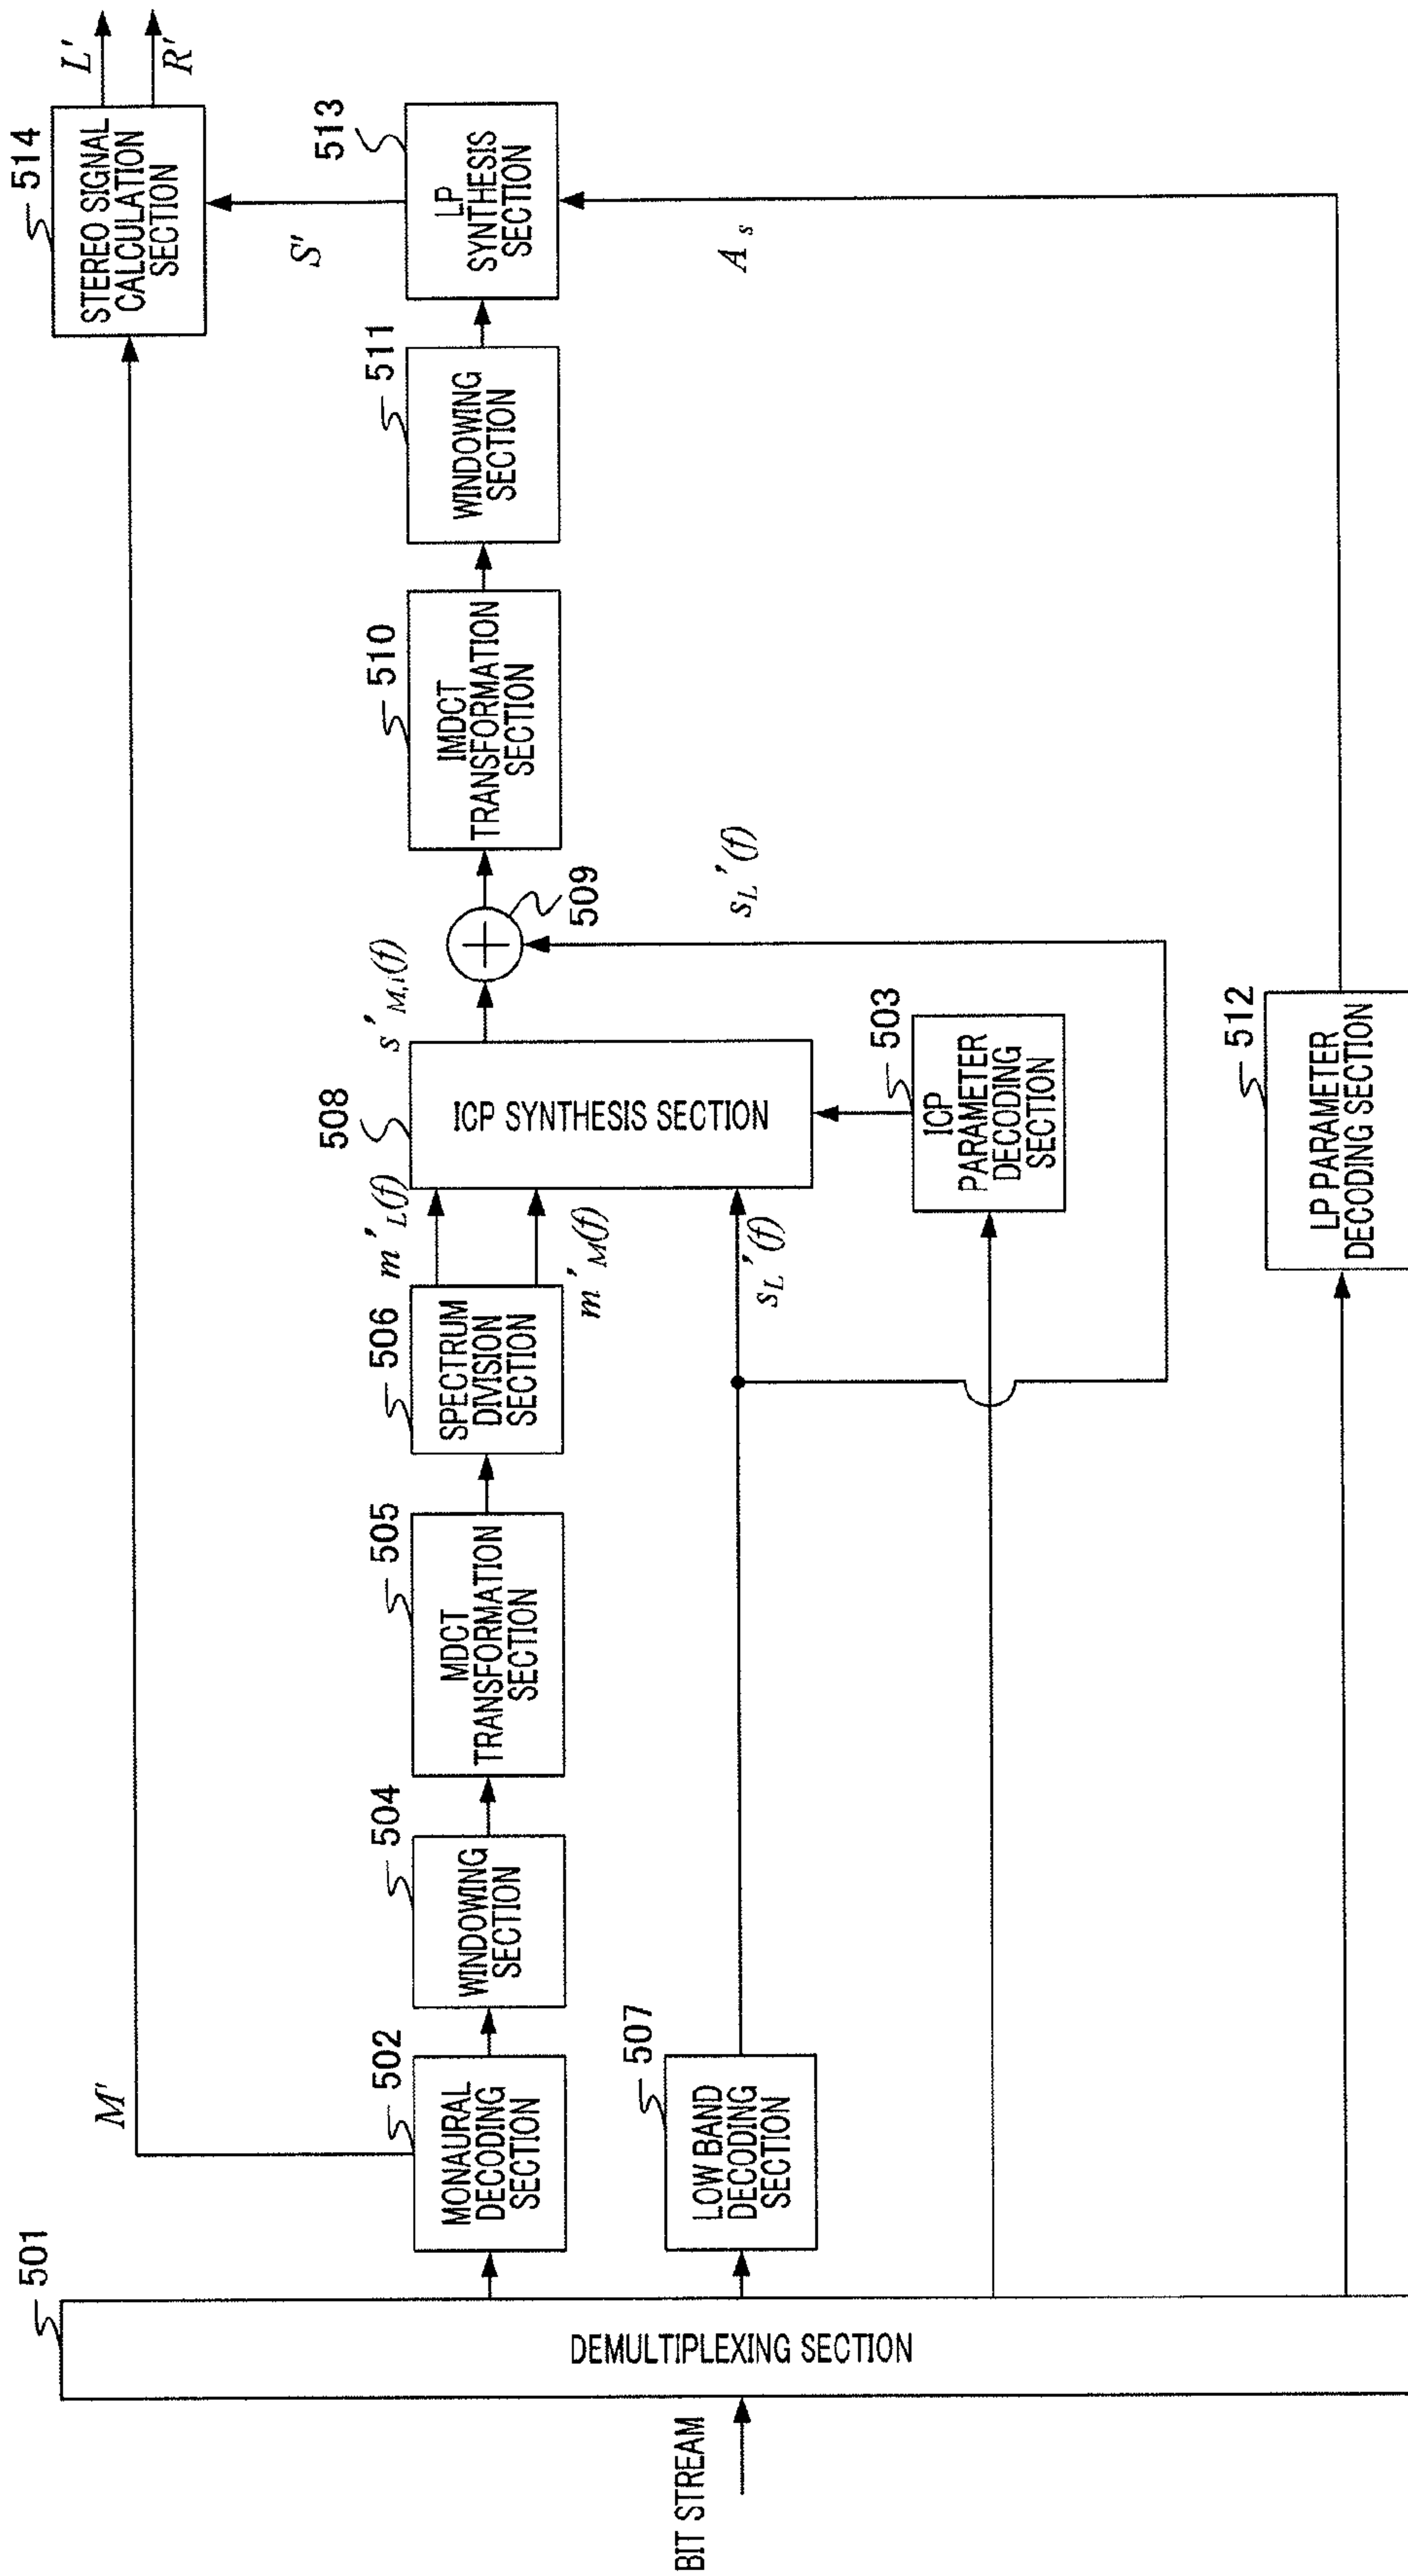 BIT STREAM
501
DEMULTIPLEXING SECTION
M'
502
MONAURAL
DECODING
SECTION
504
WINDOWING
SECTION
505
MDCT
TRANSFORMATION
SECTION
506
SPECTRUM
DIVISION
SECTION
m'L(f)
m'M(f)
507
LOW BAND
DECODING
SECTION
sL'(f)
508
ICP SYNTHESIS SECTION
503
ICP
PARAMETER
DECODING
SECTION
s'M,i(f)
509
sL'(f)
510
IMDCT
TRANSFORMATION
SECTION
511
WINDOWING
SECTION
512
LP PARAMETER
DECODING SECTION
As
513
LP
SYNTHESIS
SECTION
S'
514
STEREO SIGNAL
CALCULATION
SECTION
L'
R'